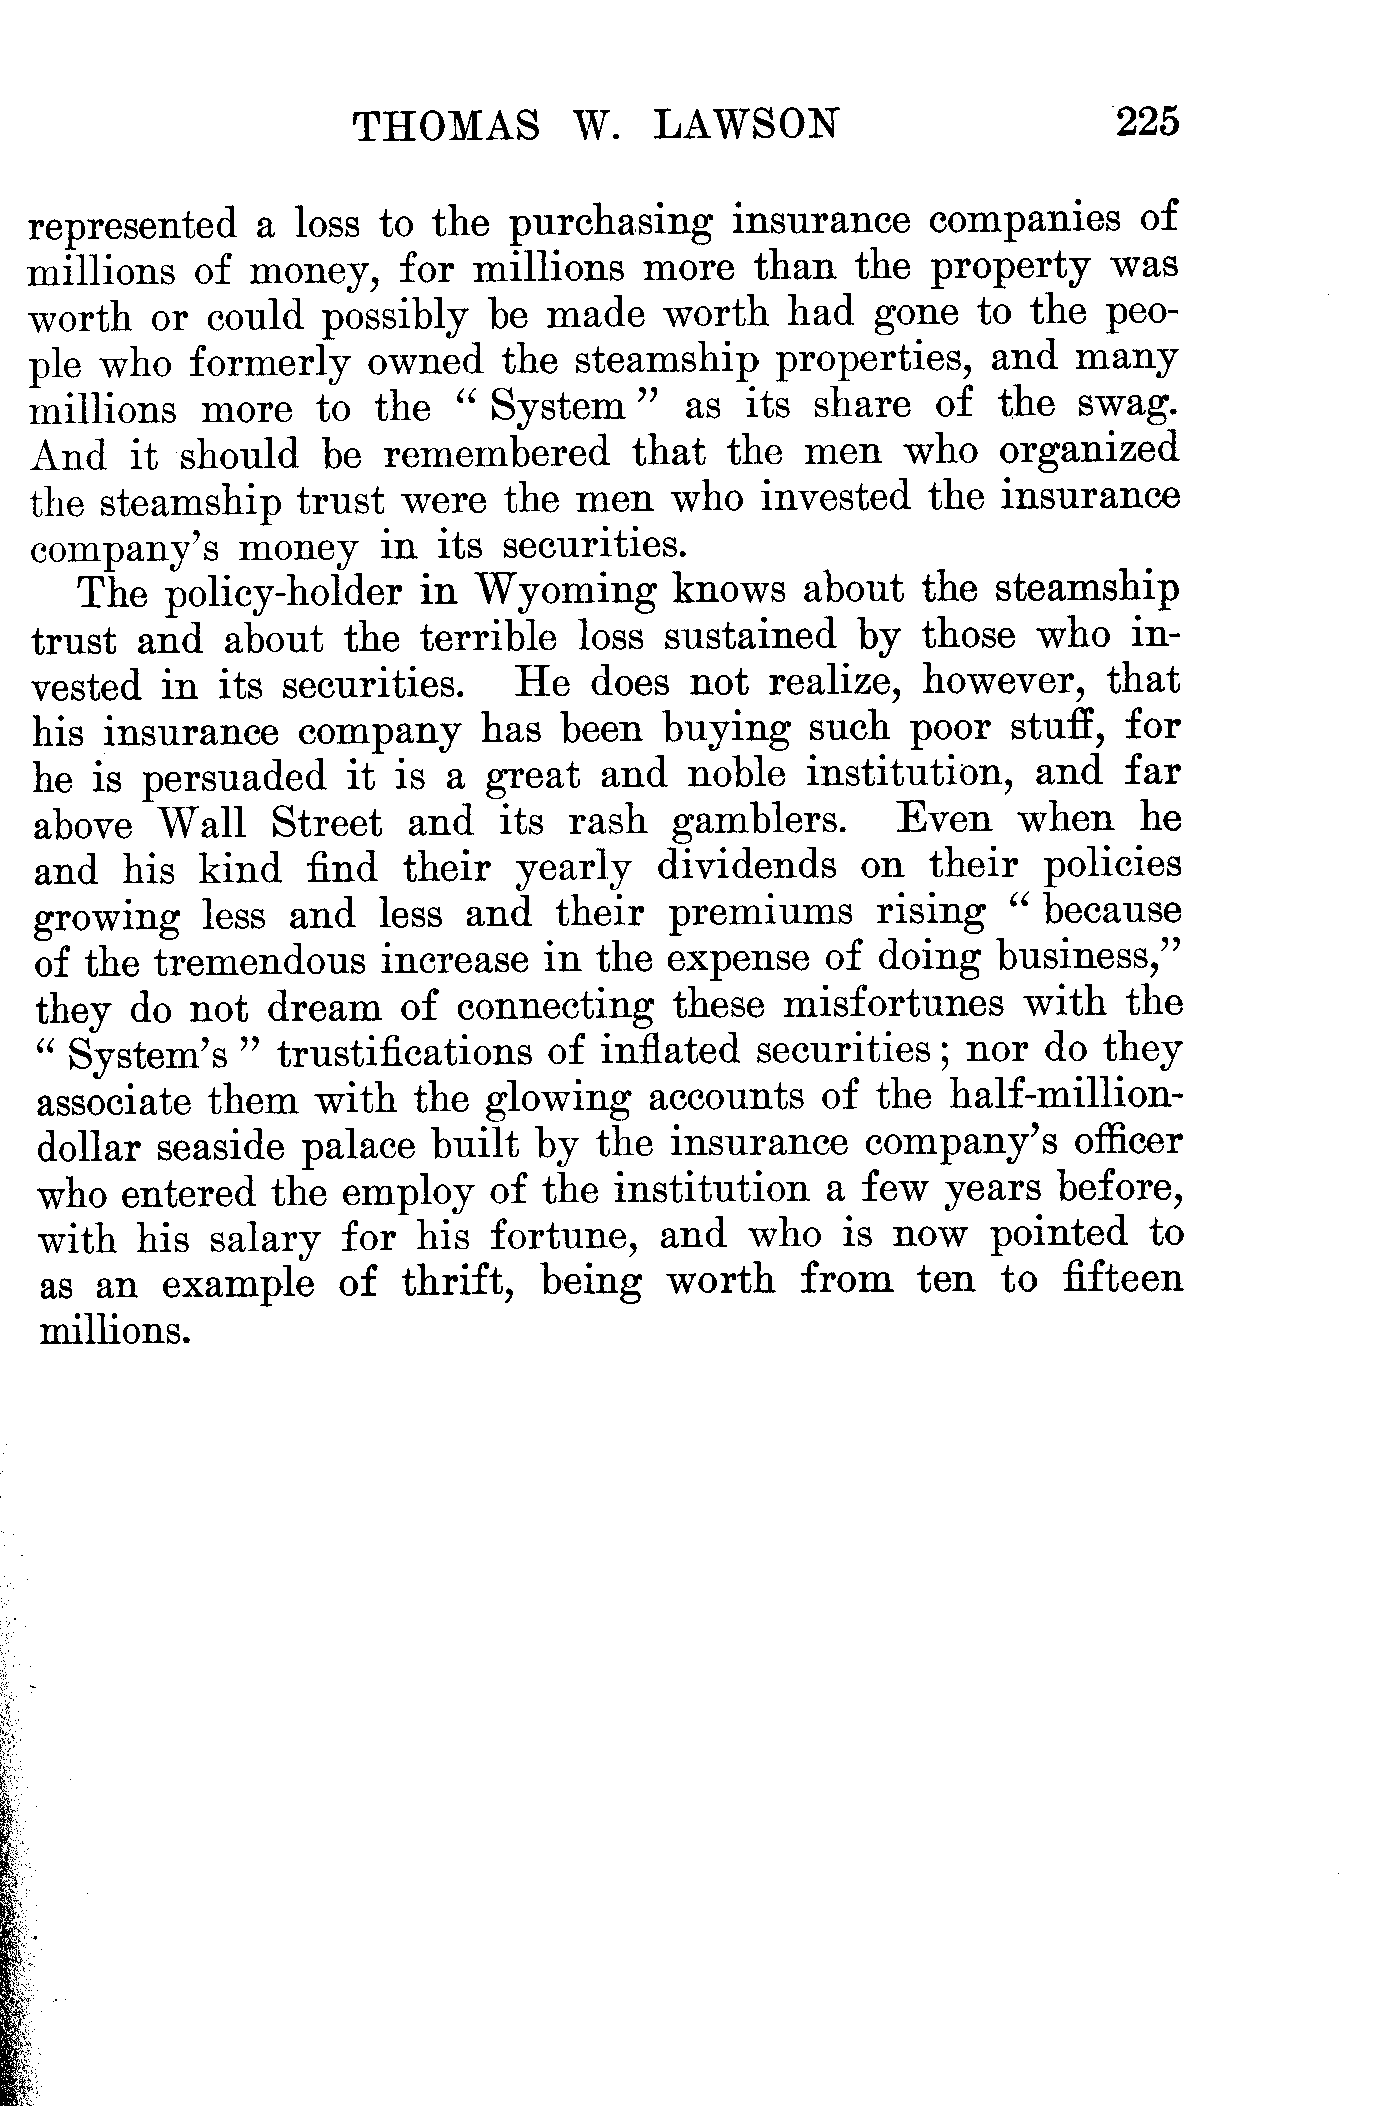 THOMAS W. LAWSON 225
represented a loss to the purchasing insurance companies of
millions of money, for millions more than the property was
worth or could possibly be made worth had gone to the peo-
ple who formerly owned the steamship properties, and many
millions more to the “ System ” as its share of the swag.
And it should be remembered that the men who organized
the steamship trust were the men who invested the insurance
company’s money in its securities.
The policy-holder in Wyoming knows about the steamship
trust and about the terrible loss sustained by those who in-
vested in its securities. He does not realize, however, that
his insurance company has been buying such poor stuff, for
he is persuaded it is a great and noble institution, and far
above Wall Street and its rash gamblers. Even when he
and his kind find their yearly dividends on their policies
growing less and less and their premiums rising “ because
of the tremendous increase in the expense of doing business,”
they do not dream of connecting these misfortunes with the
“ System’s ” trustifications of inflated securities; nor do they
associate them with the glowing accounts of the half-million-
dollar seaside palace built by the insurance company’s officer
who entered the employ of the institution a few years before,
with his salary for his fortune, and who is now pointed to
as an example of thrift, being worth from ten to fifteen
millions.